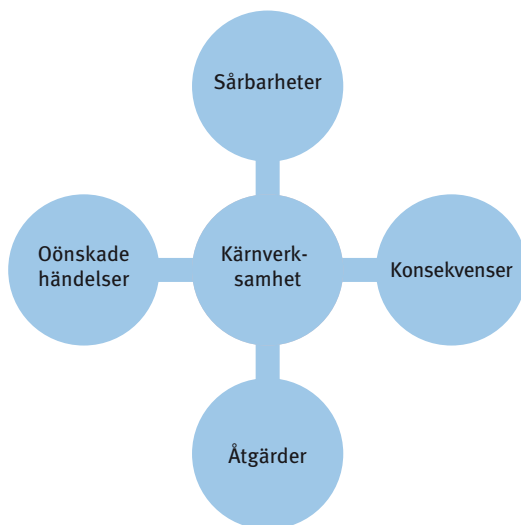 Sårbarheter
Oönskade
händelser
Kärnverk-
samhet
Konsekvenser
Åtgärder